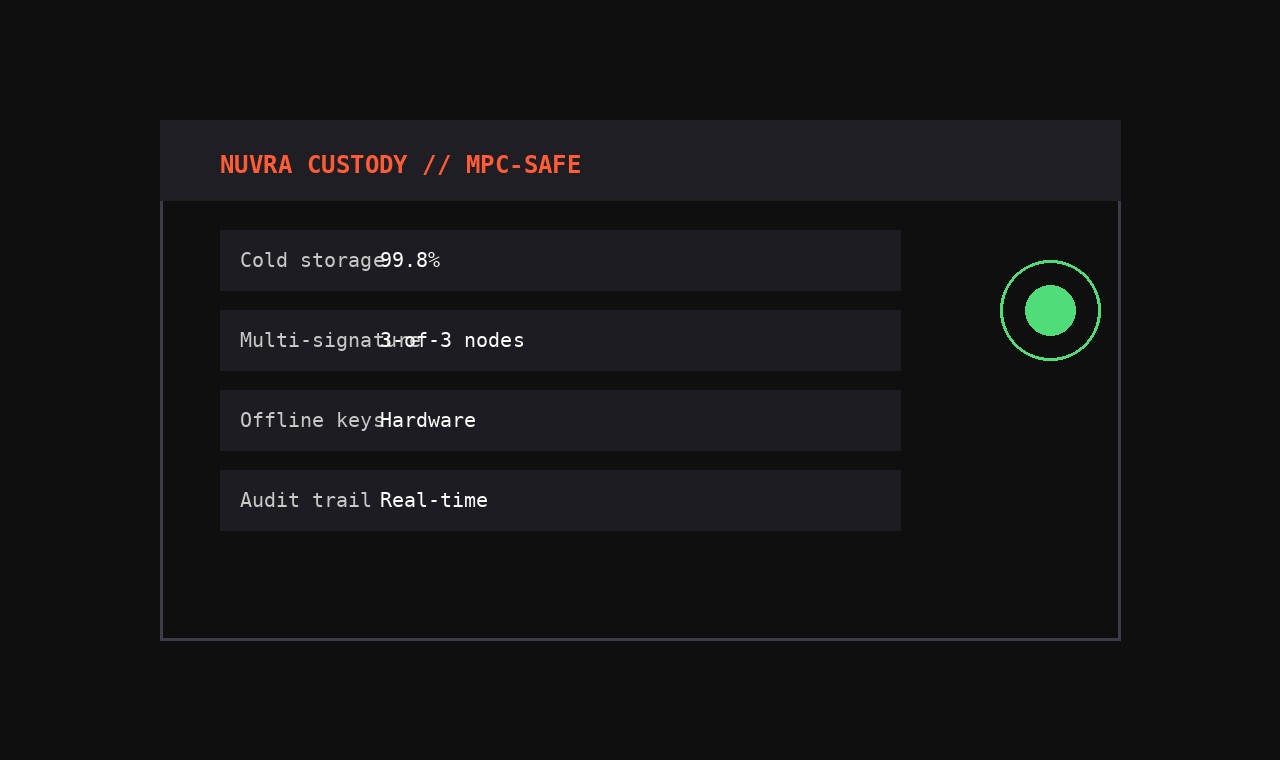 NUVRA CUSTODY // MPC-SAFE
Cold storage 99.8%
Multi-signature 3-of-3 nodes
Offline keys Hardware
Audit trail Real-time